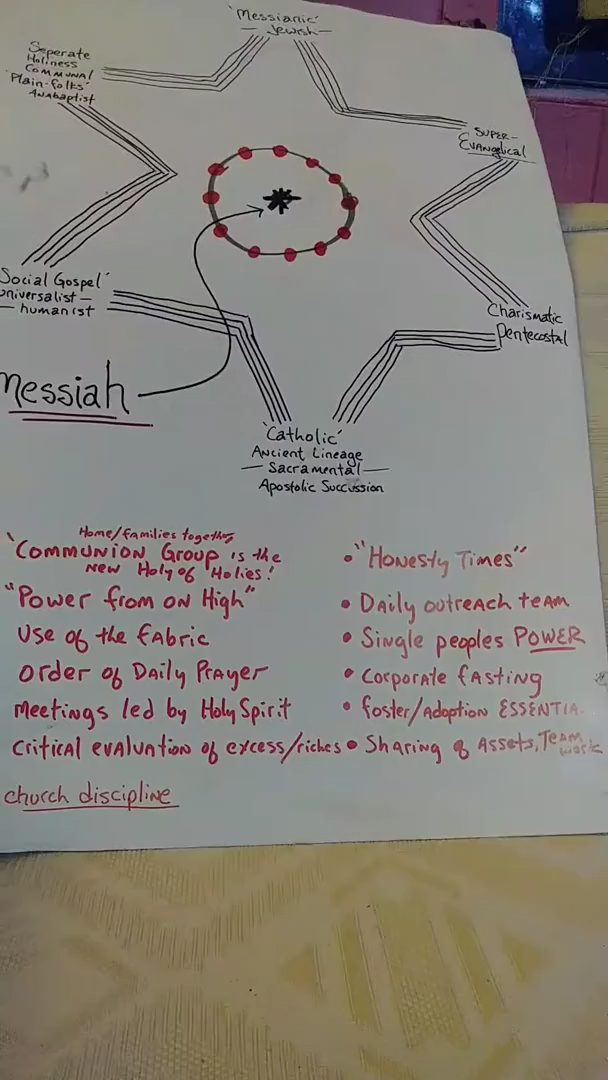 'Messianic'
- Jewish -
Seperate
Holiness
Communal
'Plain-folks'
Anabaptist
Super-
Evanglical
Social Gospel'
universalist -
- humanist
Charismatic
Pentecostal
Messiah
'Catholic'
Ancient Lineage
- Sacramental -
Apostolic Succussion
Home/families together
"Communion Group is the
new Holy of Holies!
"Power from on High"
Use of the fabric
Order of Daily Prayer
Meetings led by Holy Spirit
Critical evaluation of excess/riches
church discipline
• "Honesty Times"
• Daily outreach team
• Single peoples POWER
• Corporate fasting
• foster/Adoption ESSENTIA
• Sharing of Assets, Team
work